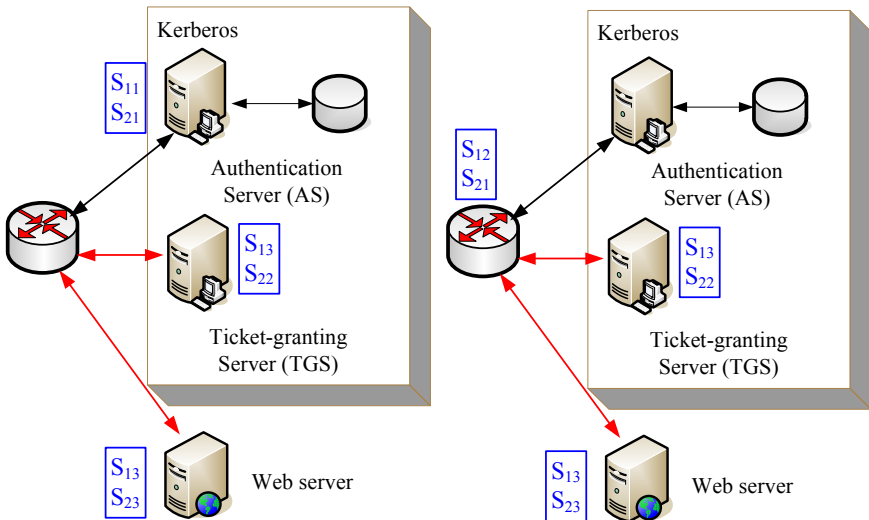 Kerberos
S₁₁
S₂₁
Authentication
Server (AS)
S₁₃
S₂₂
Ticket-granting
Server (TGS)
S₁₃
S₂₃
Web server
Kerberos
S₁₂
S₂₁
Authentication
Server (AS)
S₁₃
S₂₂
Ticket-granting
Server (TGS)
S₁₃
S₂₃
Web server